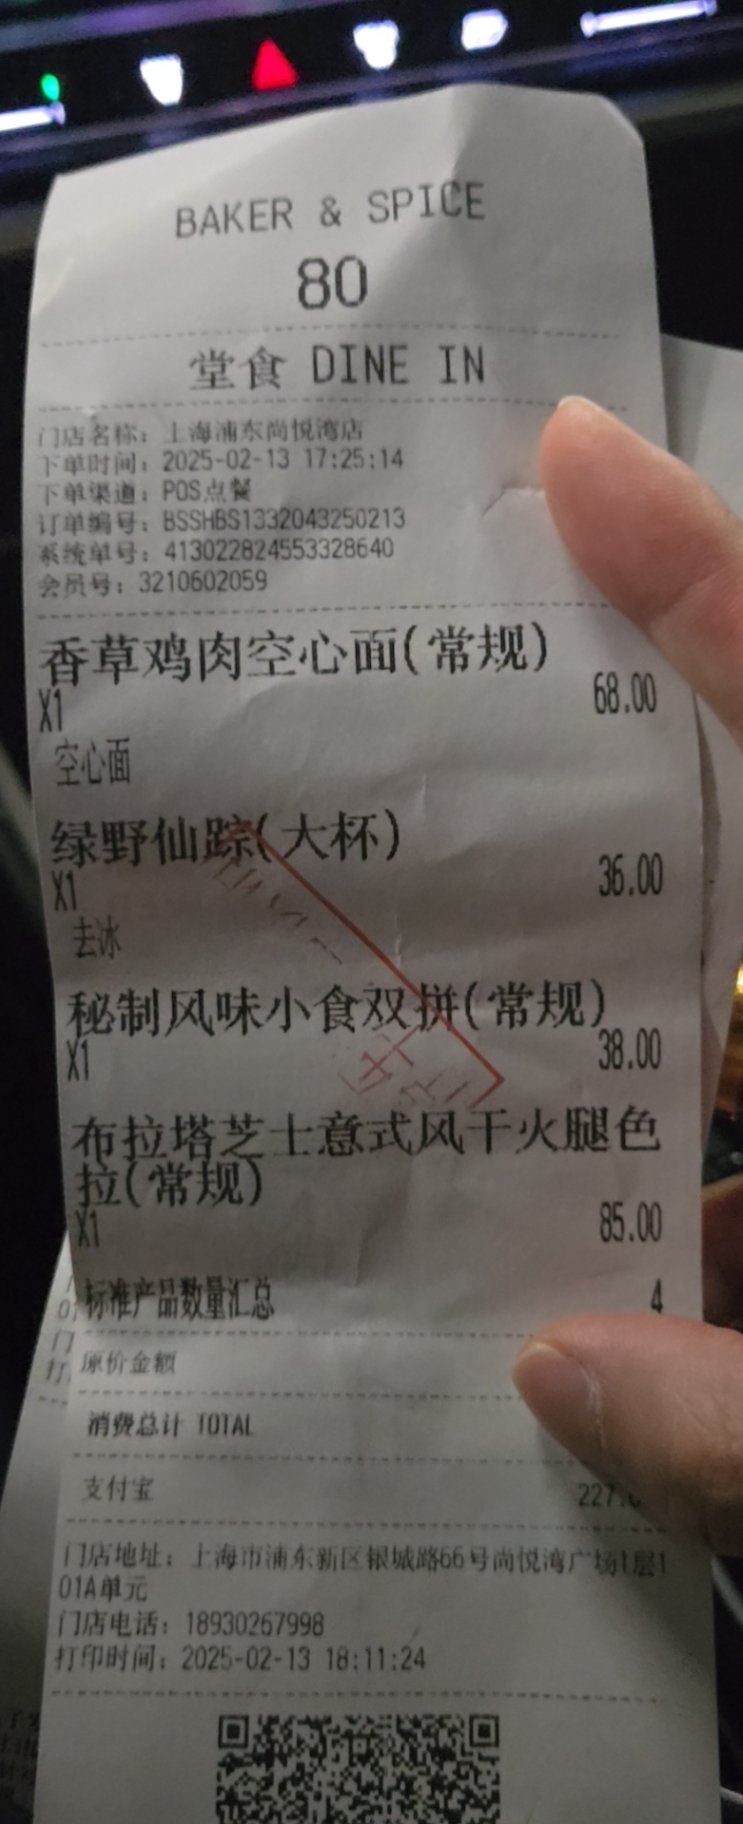 BAKER & SPICE
80
堂食 DINE IN
门店名称：上海浦东尚悦湾店
下单时间：2025-02-13 17:25:14
下单渠道：POS点餐
订单编号：BSSHBS1332043250213
系统单号：413022824553328640
会员号：3210602059
香草鸡肉空心面(常规)
X1 68.00
空心面
绿野仙踪(大杯)
X1 36.00
去冰
秘制风味小食双拼(常规)
X1 38.00
布拉塔芝士意式风干火腿色
拉(常规)
X1 85.00
标准产品数量汇总 4
原价金额
消费总计 TOTAL
支付宝 227.
门店地址：上海市浦东新区银城路66号尚悦湾广场1层1
01A单元
门店电话：18930267998
打印时间：2025-02-13 18:11:24